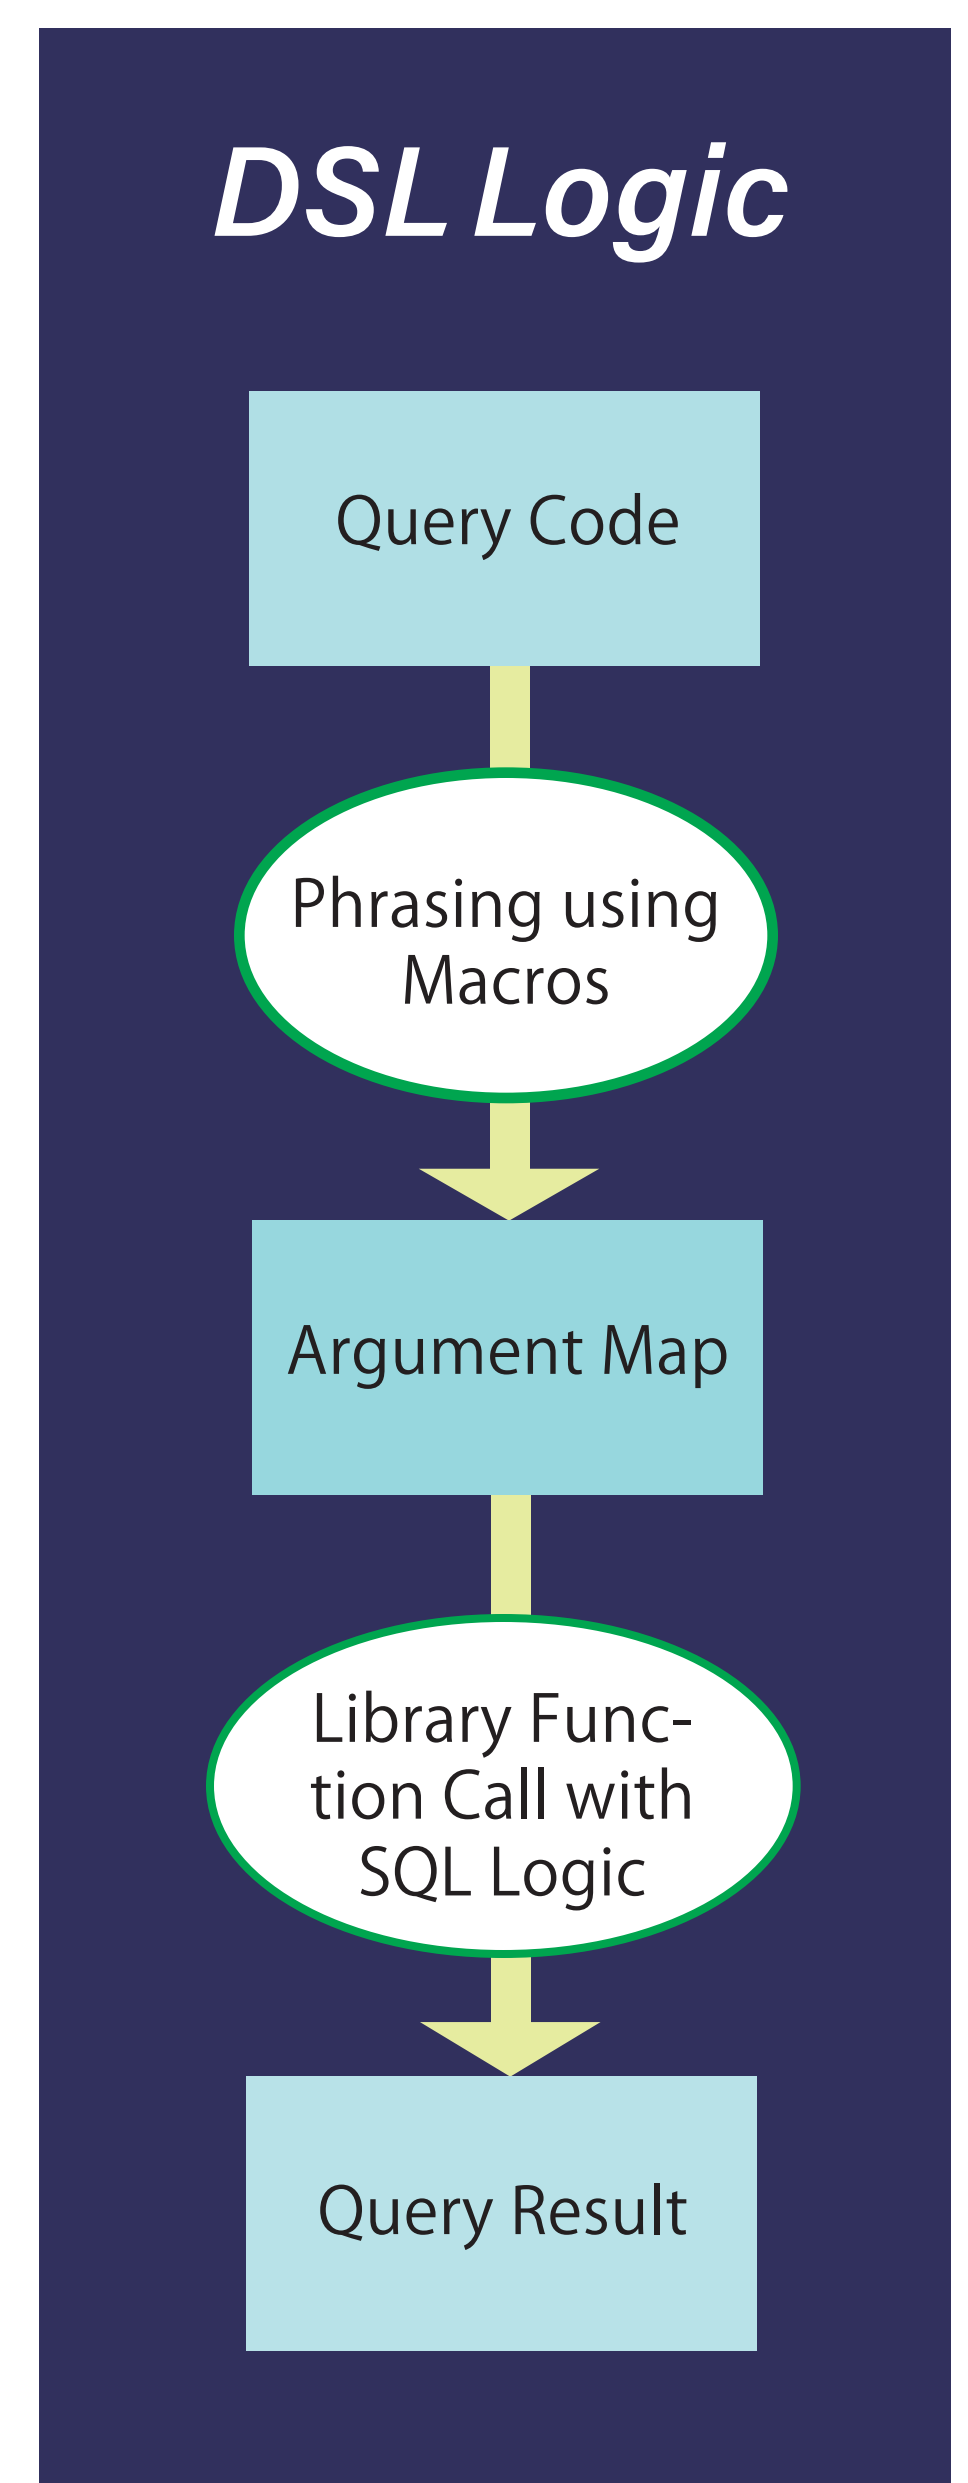 DSL Logic
Query Code
Phrasing using
Macros
Argument Map
Library Func-
tion Call with
SQL Logic
Query Result